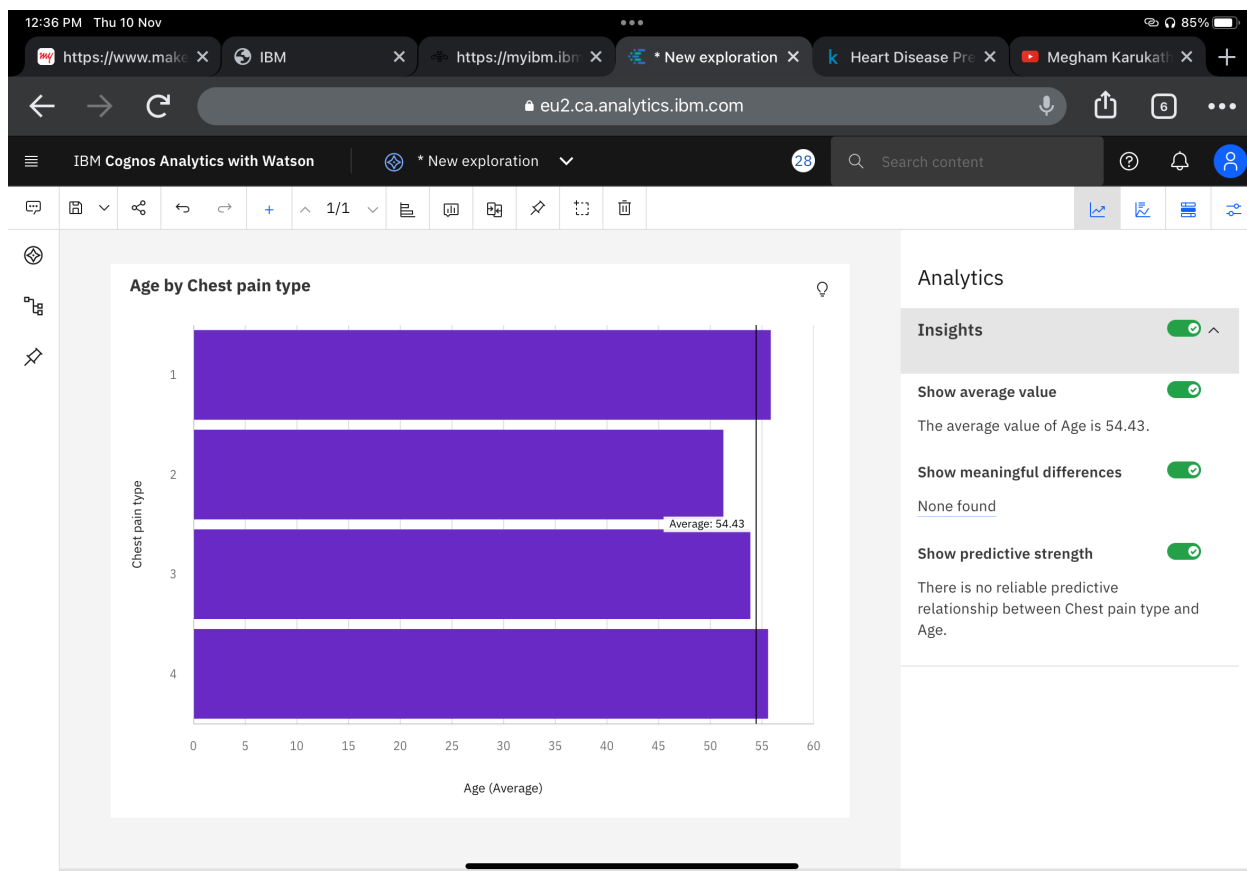 12:36 PM Thu 10 Nov
85%
https://www.make
IBM
https://myibm.ibm
* New exploration
Heart Disease Pre
Megham Karukath
eu2.ca.analytics.ibm.com
6
IBM Cognos Analytics with Watson
* New exploration
28
Search content
1/1
Age by Chest pain type
Analytics
Insights
Show average value
The average value of Age is 54.43.
Show meaningful differences
None found
Show predictive strength
There is no reliable predictive
relationship between Chest pain type and
Age.
Chest pain type
1
2
3
4
Average: 54.43
0 5 10 15 20 25 30 35 40 45 50 55 60
Age (Average)